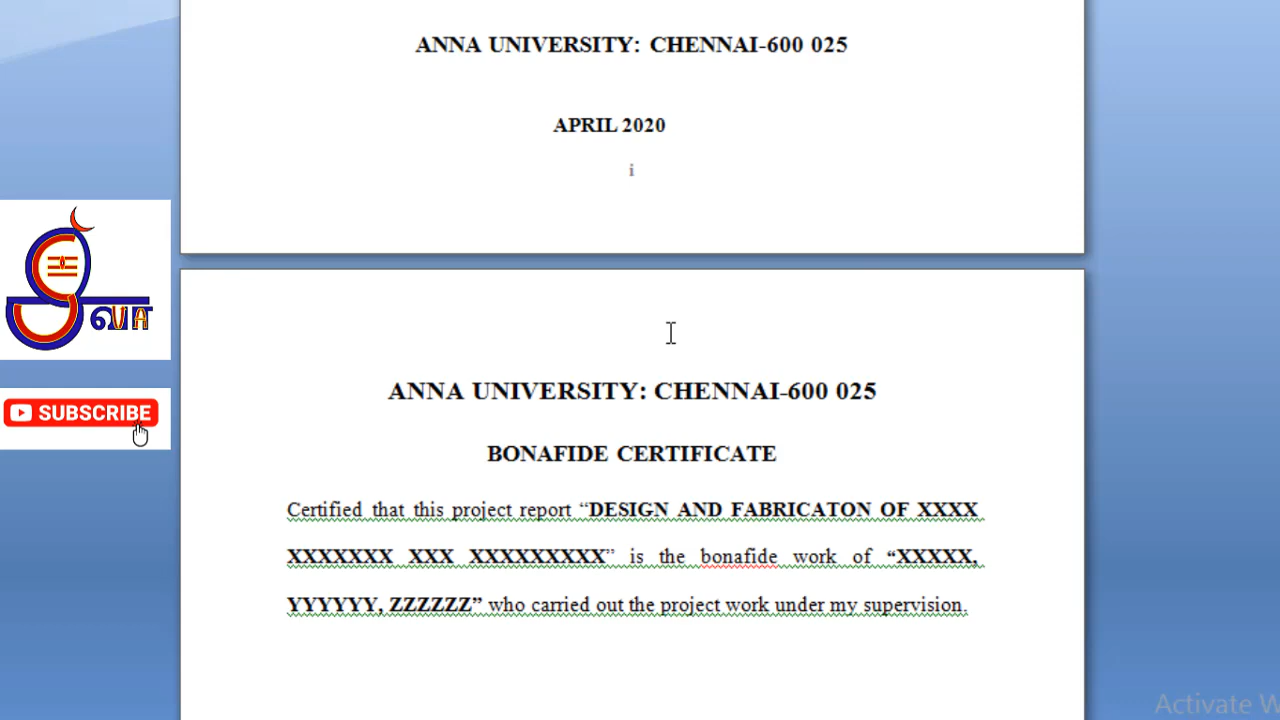 ANNA UNIVERSITY: CHENNAI-600 025
APRIL 2020
i
சிவா
SUBSCRIBE
ANNA UNIVERSITY: CHENNAI-600 025
BONAFIDE CERTIFICATE
Certified that this project report “DESIGN AND FABRICATON OF XXXX
XXXXXXX XXX XXXXXXXXX” is the bonafide work of “XXXXX,
YYYYYY, ZZZZZZ” who carried out the project work under my supervision.
Activate W